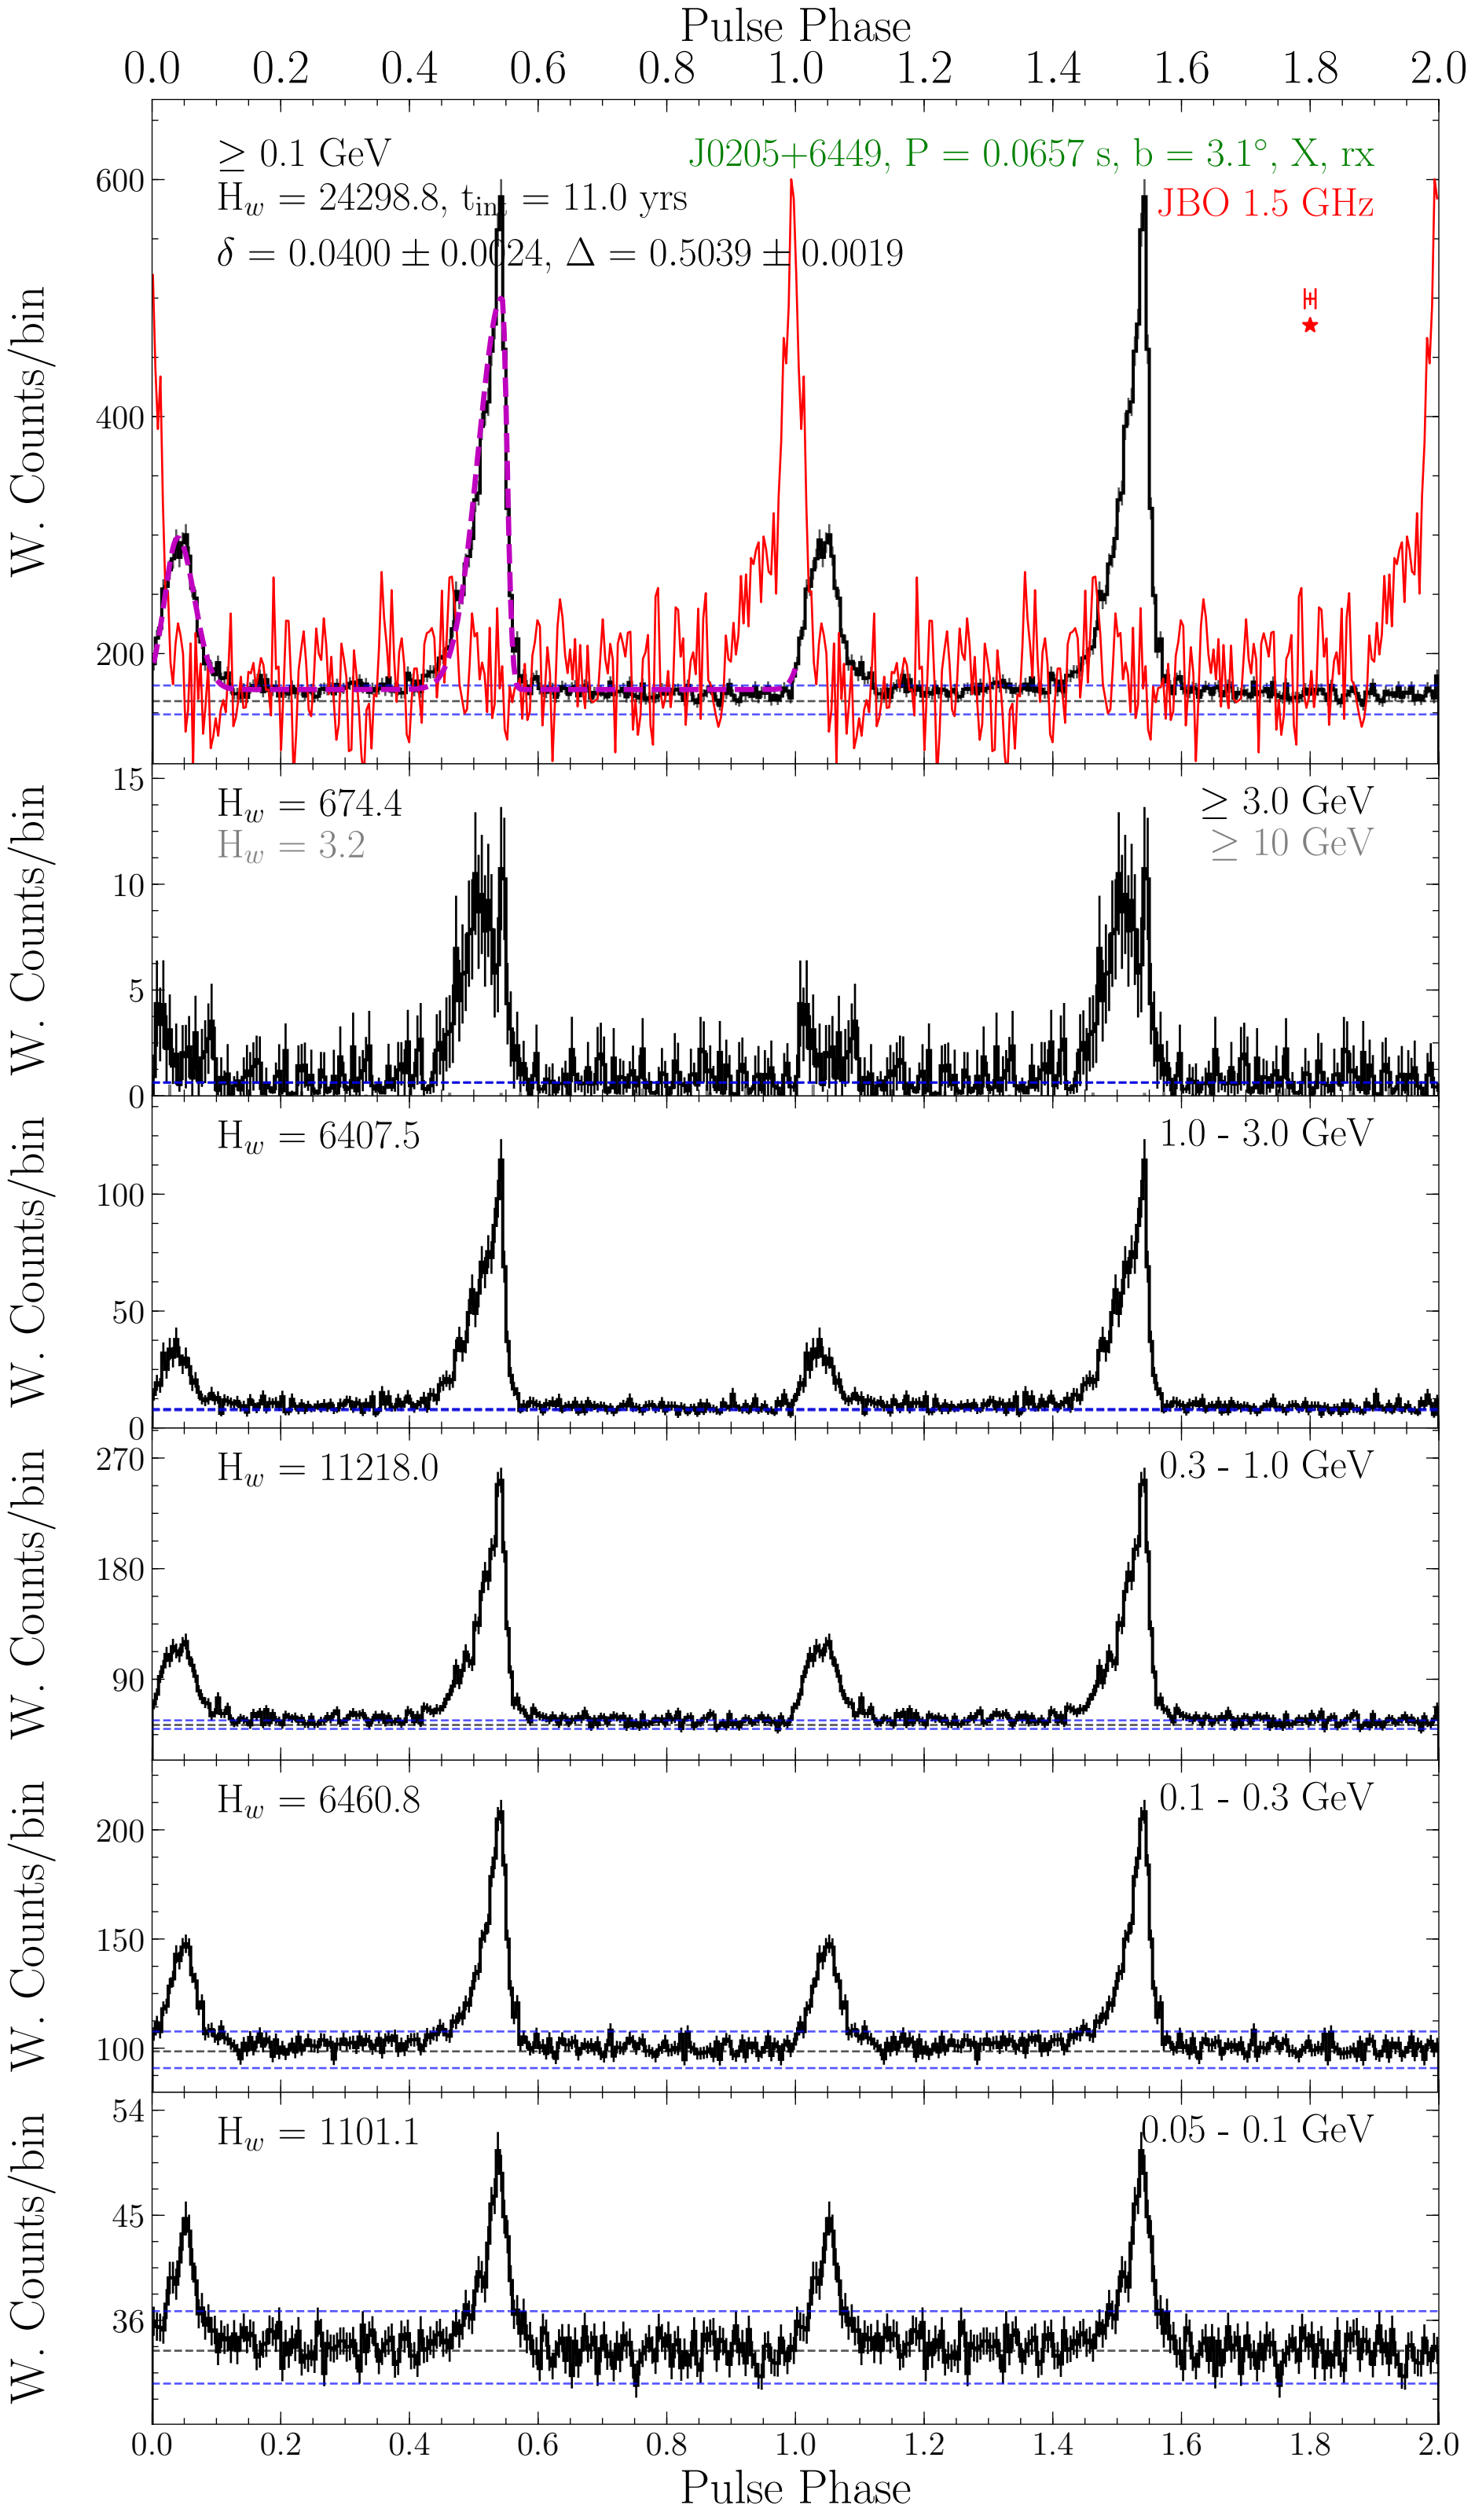 Pulse Phase
0.0 0.2 0.4 0.6 0.8 1.0 1.2 1.4 1.6 1.8 2.0
≥ 0.1 GeV
J0205+6449, P = 0.0657 s, b = 3.1°, X, rx
H_w = 24298.8, t_int = 11.0 yrs
JBO 1.5 GHz
δ = 0.0400 ± 0.0024, Δ = 0.5039 ± 0.0019
W. Counts/bin
600
400
200
H_w = 674.4
≥ 3.0 GeV
H_w = 3.2
≥ 10 GeV
W. Counts/bin
15
10
5
0
H_w = 6407.5
1.0 - 3.0 GeV
W. Counts/bin
100
50
0
H_w = 11218.0
0.3 - 1.0 GeV
W. Counts/bin
270
180
90
H_w = 6460.8
0.1 - 0.3 GeV
W. Counts/bin
200
150
100
H_w = 1101.1
0.05 - 0.1 GeV
W. Counts/bin
54
45
36
0.0 0.2 0.4 0.6 0.8 1.0 1.2 1.4 1.6 1.8 2.0
Pulse Phase